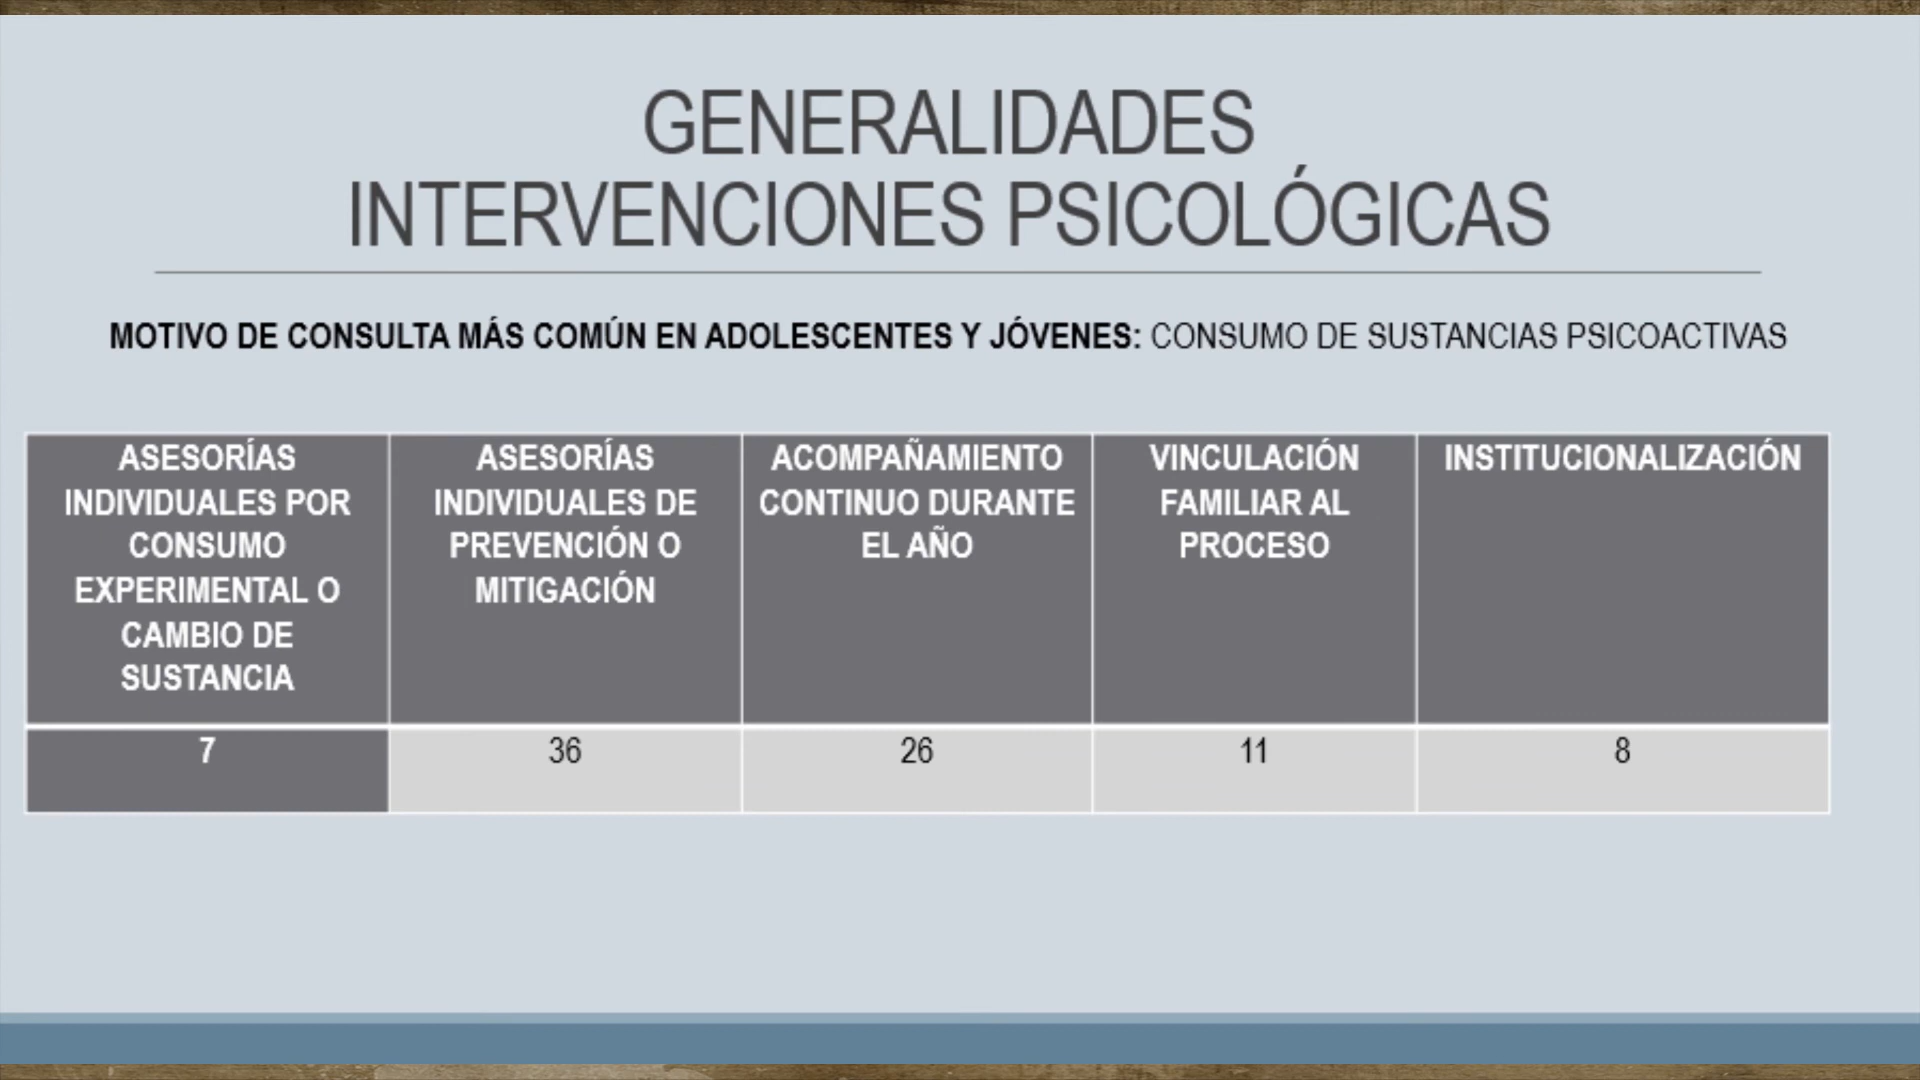 GENERALIDADES
INTERVENCIONES PSICOLÓGICAS
MOTIVO DE CONSULTA MÁS COMÚN EN ADOLESCENTES Y JÓVENES: CONSUMO DE SUSTANCIAS PSICOACTIVAS
ASESORÍAS
INDIVIDUALES POR
CONSUMO
EXPERIMENTAL O
CAMBIO DE
SUSTANCIA
ASESORÍAS
INDIVIDUALES DE
PREVENCIÓN O
MITIGACIÓN
ACOMPAÑAMIENTO
CONTINUO DURANTE
EL AÑO
VINCULACIÓN
FAMILIAR AL
PROCESO
INSTITUCIONALIZACIÓN
7
36
26
11
8